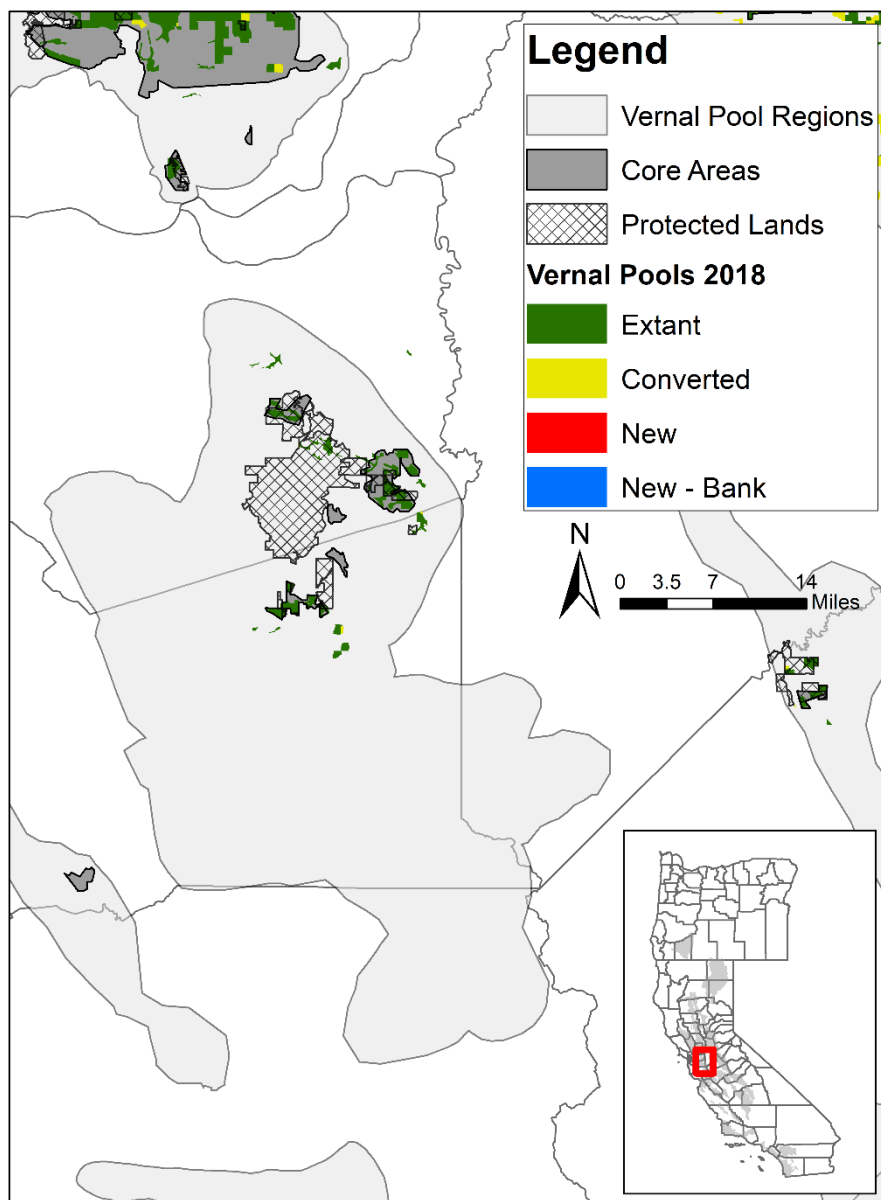 Legend
Vernal Pool Regions
Core Areas
Protected Lands
Vernal Pools 2018
Extant
Converted
New
New - Bank
N
0 3.5 7 14
Miles